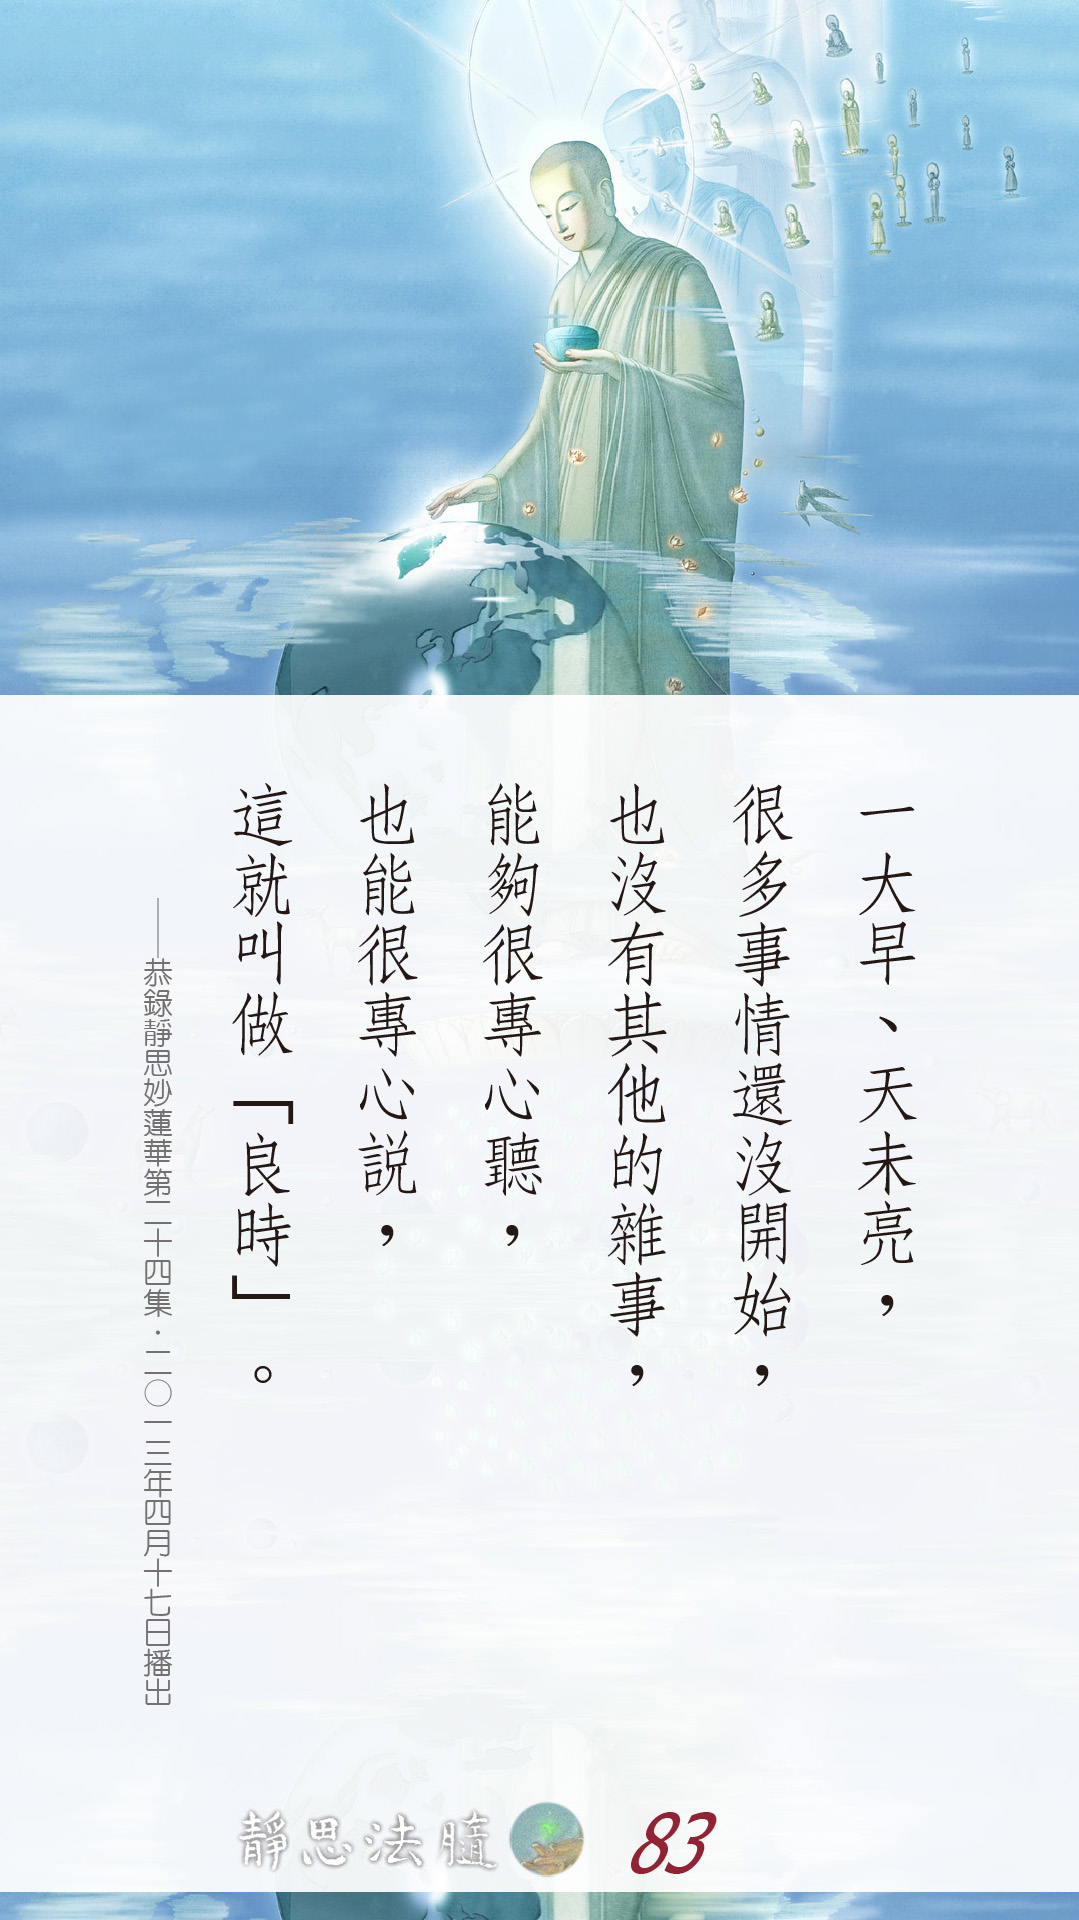 一大早、天未亮，
很多事情還沒開始，
也沒有其他的雜事，
能夠很專心聽，
也能很專心說，
這就叫做「良時」。
——恭錄靜思妙蓮華第二十四集．二〇一三年四月十七日播出
靜思法髓
83